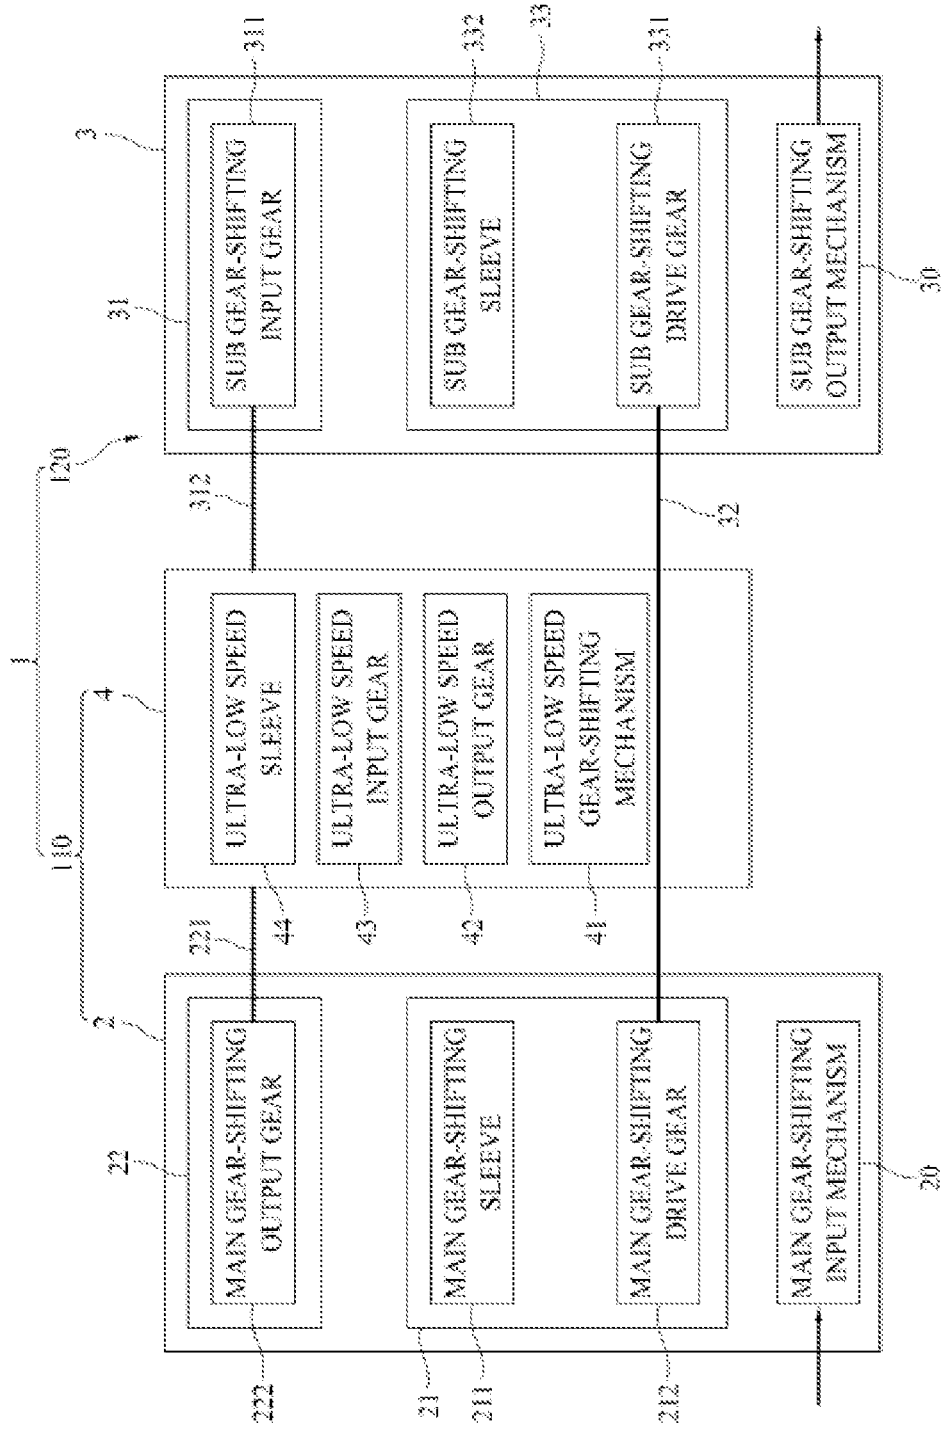 1
110
120
2
4
3
22
221
312
31
222
MAIN GEAR-SHIFTING
OUTPUT GEAR
ULTRA-LOW SPEED
SLEEVE
44
SUB GEAR-SHIFTING
INPUT GEAR
311
ULTRA-LOW SPEED
INPUT GEAR
43
21
211
MAIN GEAR-SHIFTING
SLEEVE
ULTRA-LOW SPEED
OUTPUT GEAR
42
SUB GEAR-SHIFTING
SLEEVE
332
33
ULTRA-LOW SPEED
GEAR-SHIFTING
MECHANISM
41
212
MAIN GEAR-SHIFTING
DRIVE GEAR
32
SUB GEAR-SHIFTING
DRIVE GEAR
331
MAIN GEAR-SHIFTING
INPUT MECHANISM
20
SUB GEAR-SHIFTING
OUTPUT MECHANISM
30